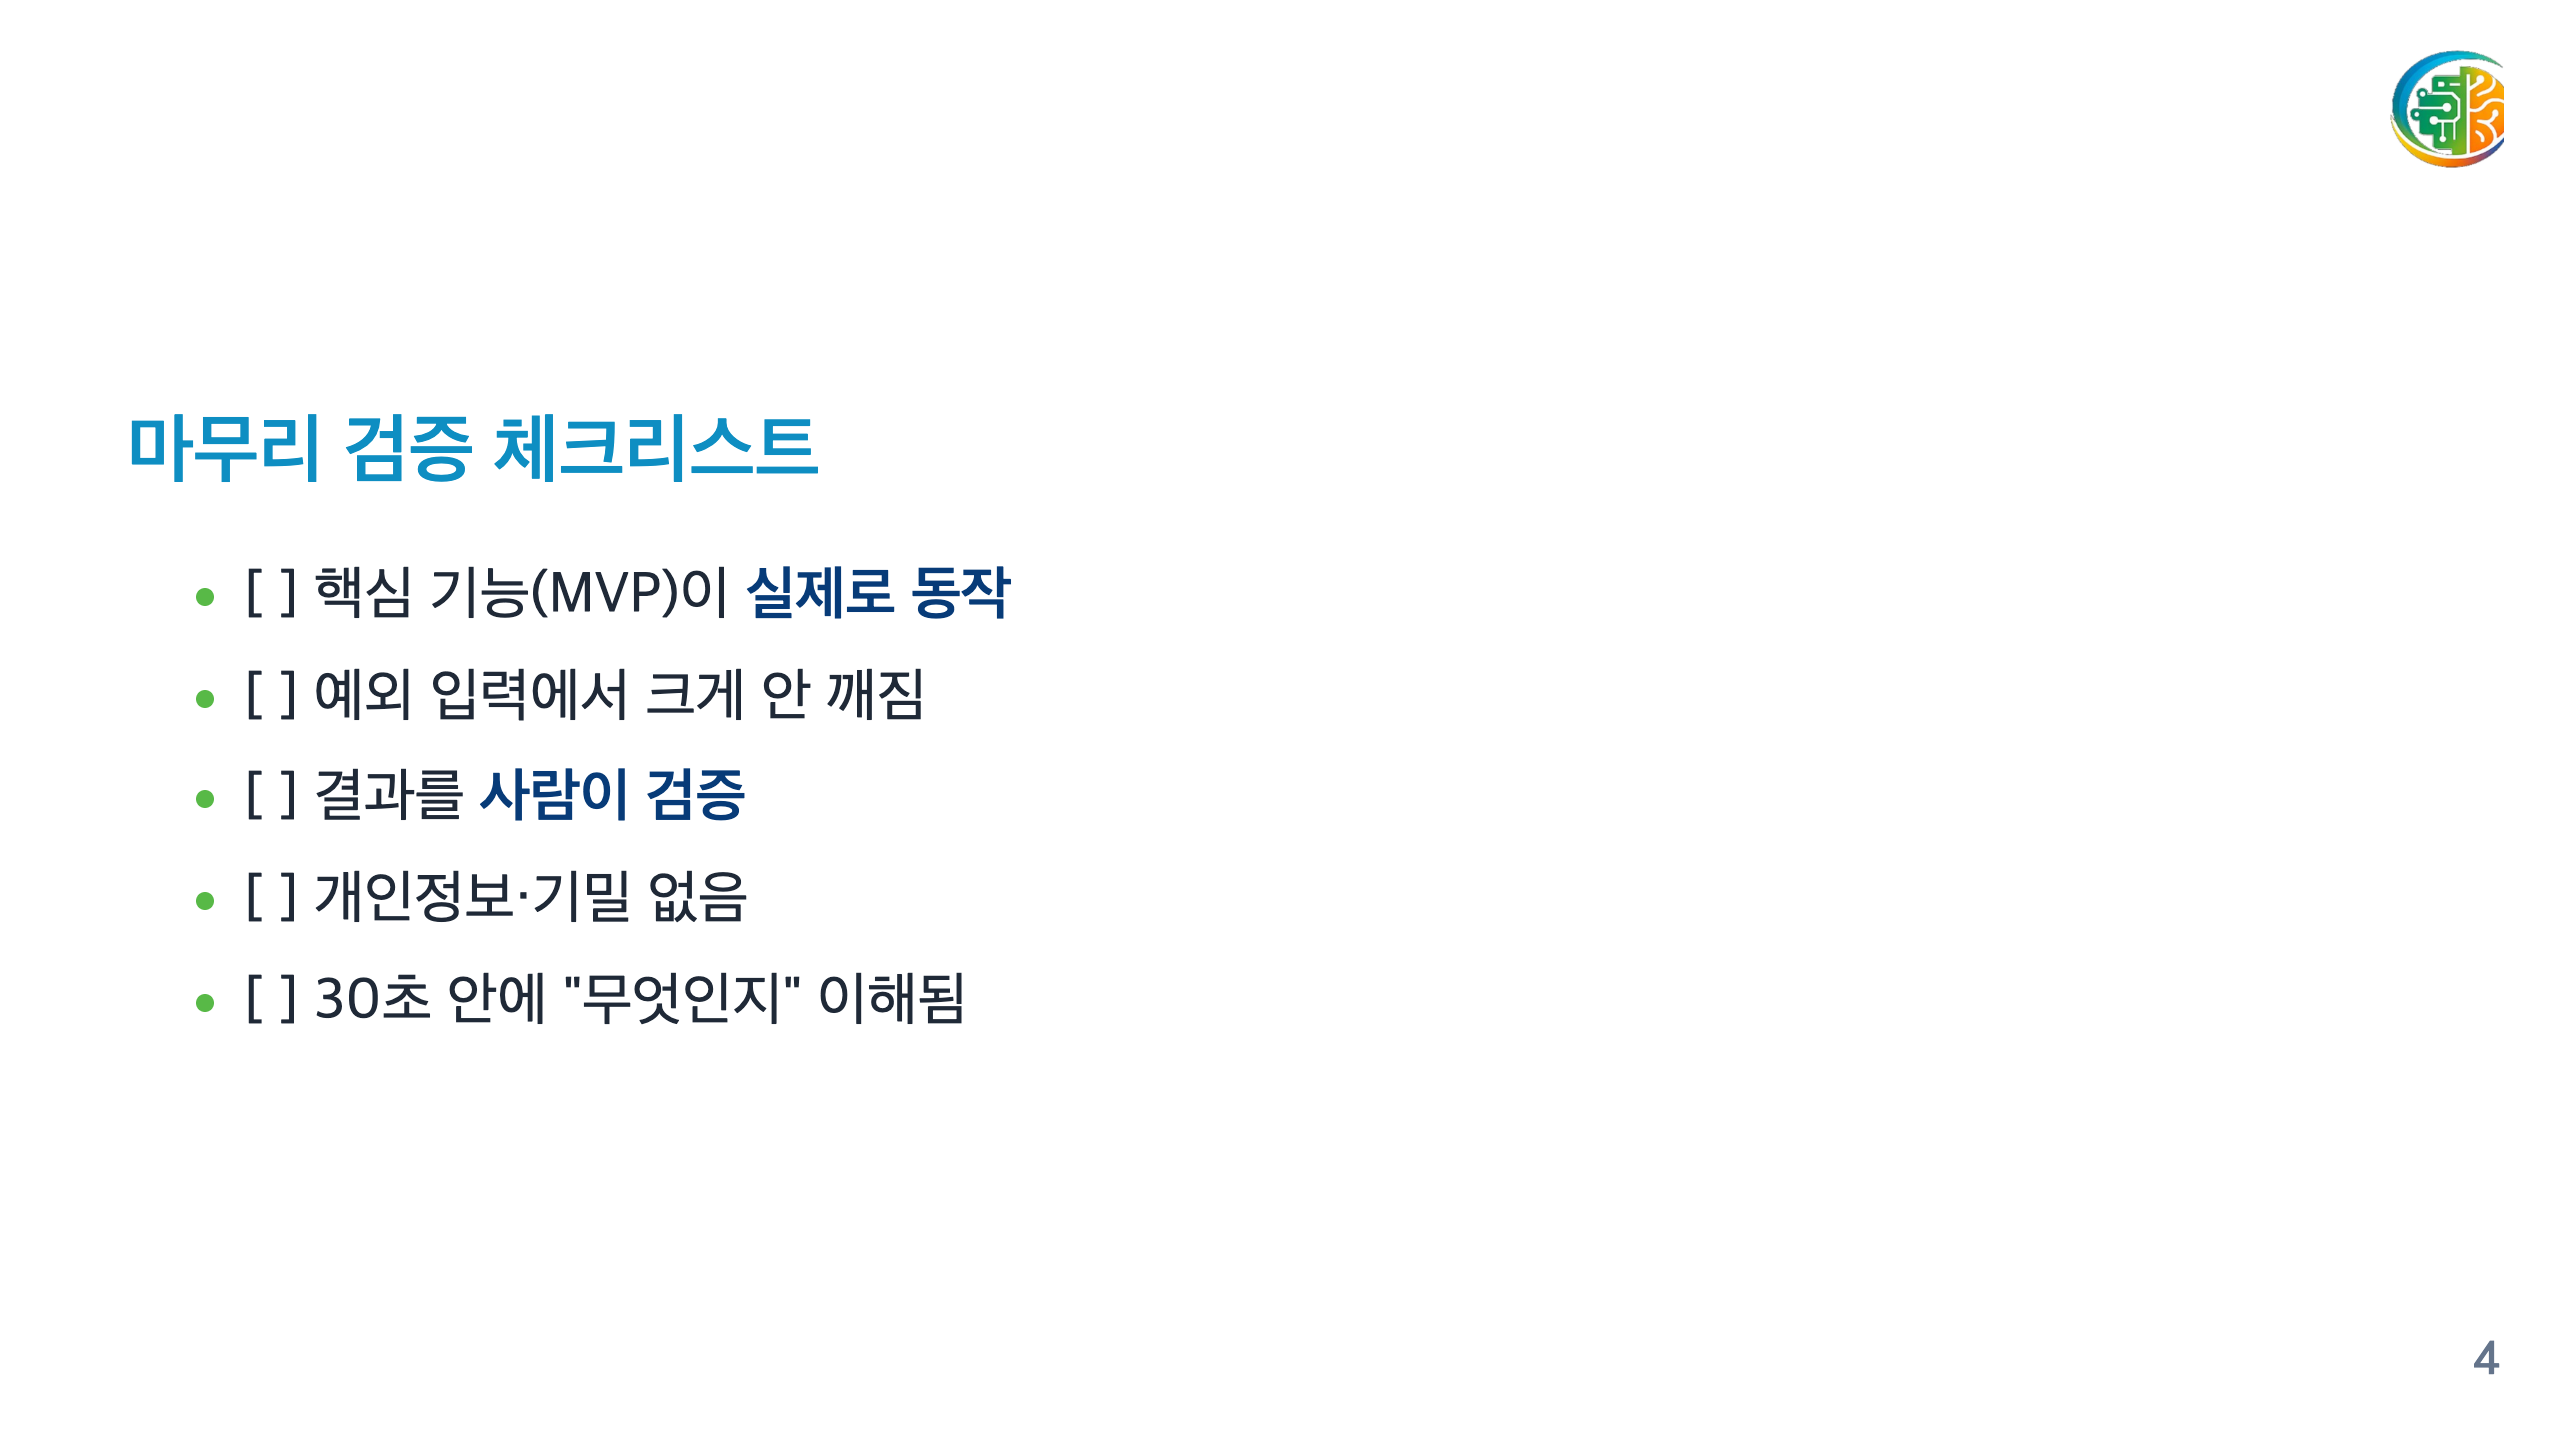 마무리 검증 체크리스트
• [ ] 핵심 기능(MVP)이 실제로 동작
• [ ] 예외 입력에서 크게 안 깨짐
• [ ] 결과를 사람이 검증
• [ ] 개인정보·기밀 없음
• [ ] 30초 안에 "무엇인지" 이해됨
4